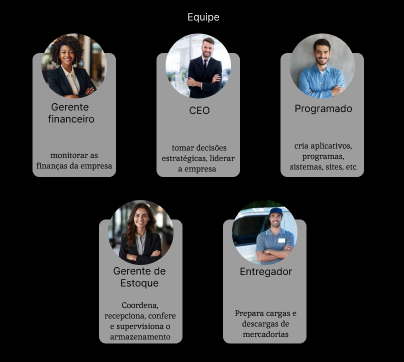 Equipe
Gerente
financeiro
monitorar as
finanças da empresa
CEO
tomar decisões
estratégicas, liderar
a empresa
Programado
cria aplicativos,
programas,
sistemas, sites, etc
Gerente de
Estoque
Coordena,
recepciona, confere
e supervisiona o
armazenamento
Entregador
Prepara cargas e
descargas de
mercadorias